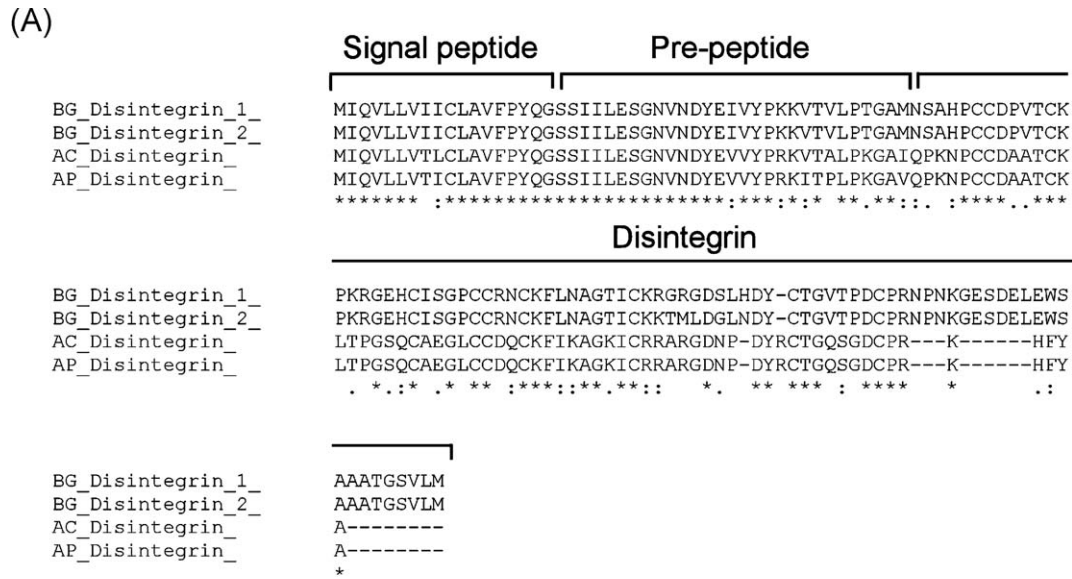 (A)
Signal peptide Pre-peptide
BG_Disintegrin_1_ MIQVLLVIICLAVFPYQGSSIILESGNVNDYEIVYPKKVTVLPTGAMNSAHPCCDPVTCK
BG_Disintegrin_2_ MIQVLLVIICLAVFPYQGSSIILESGNVNDYEIVYPKKVTVLPTGAMNSAHPCCDPVTCK
AC_Disintegrin_ MIQVLLVTLCLAVFPYQGSSIILESGNVNDYEVVYPRKVTALPKGAIQPKNPCCDAATCK
AP_Disintegrin_ MIQVLLVTICLAVFPYQGSSIILESGNVNDYEVVYPRKITPLPKGAVQPKNPCCDAATCK
******* :***********************:***:*:* **.**::. :****..***
Disintegrin
BG_Disintegrin_1_ PKRGEHCISGPCCRNCKFLNAGTICKRGRGDSLHDY-CTGVTPDCPRNPNKGESDELEWS
BG_Disintegrin_2_ PKRGEHCISGPCCRNCKFLNAGTICKKTMLDGLNDY-CTGVTPDCPRNPNKGESDELEWS
AC_Disintegrin_ LTPGSQCAEGLCCDQCKFIKAGKICRRARGDNP-DYRCTGQSGDCPR---K------HFY
AP_Disintegrin_ LTPGSQCAEGLCCDQCKFIKAGKICRRARGDNP-DYRCTGQSGDCPR---K------HFY
. *.:* .* ** :***::**.**:: *. ** *** : **** * .:
BG_Disintegrin_1_ AAATGSVLM
BG_Disintegrin_2_ AAATGSVLM
AC_Disintegrin_ A--------
AP_Disintegrin_ A--------
*